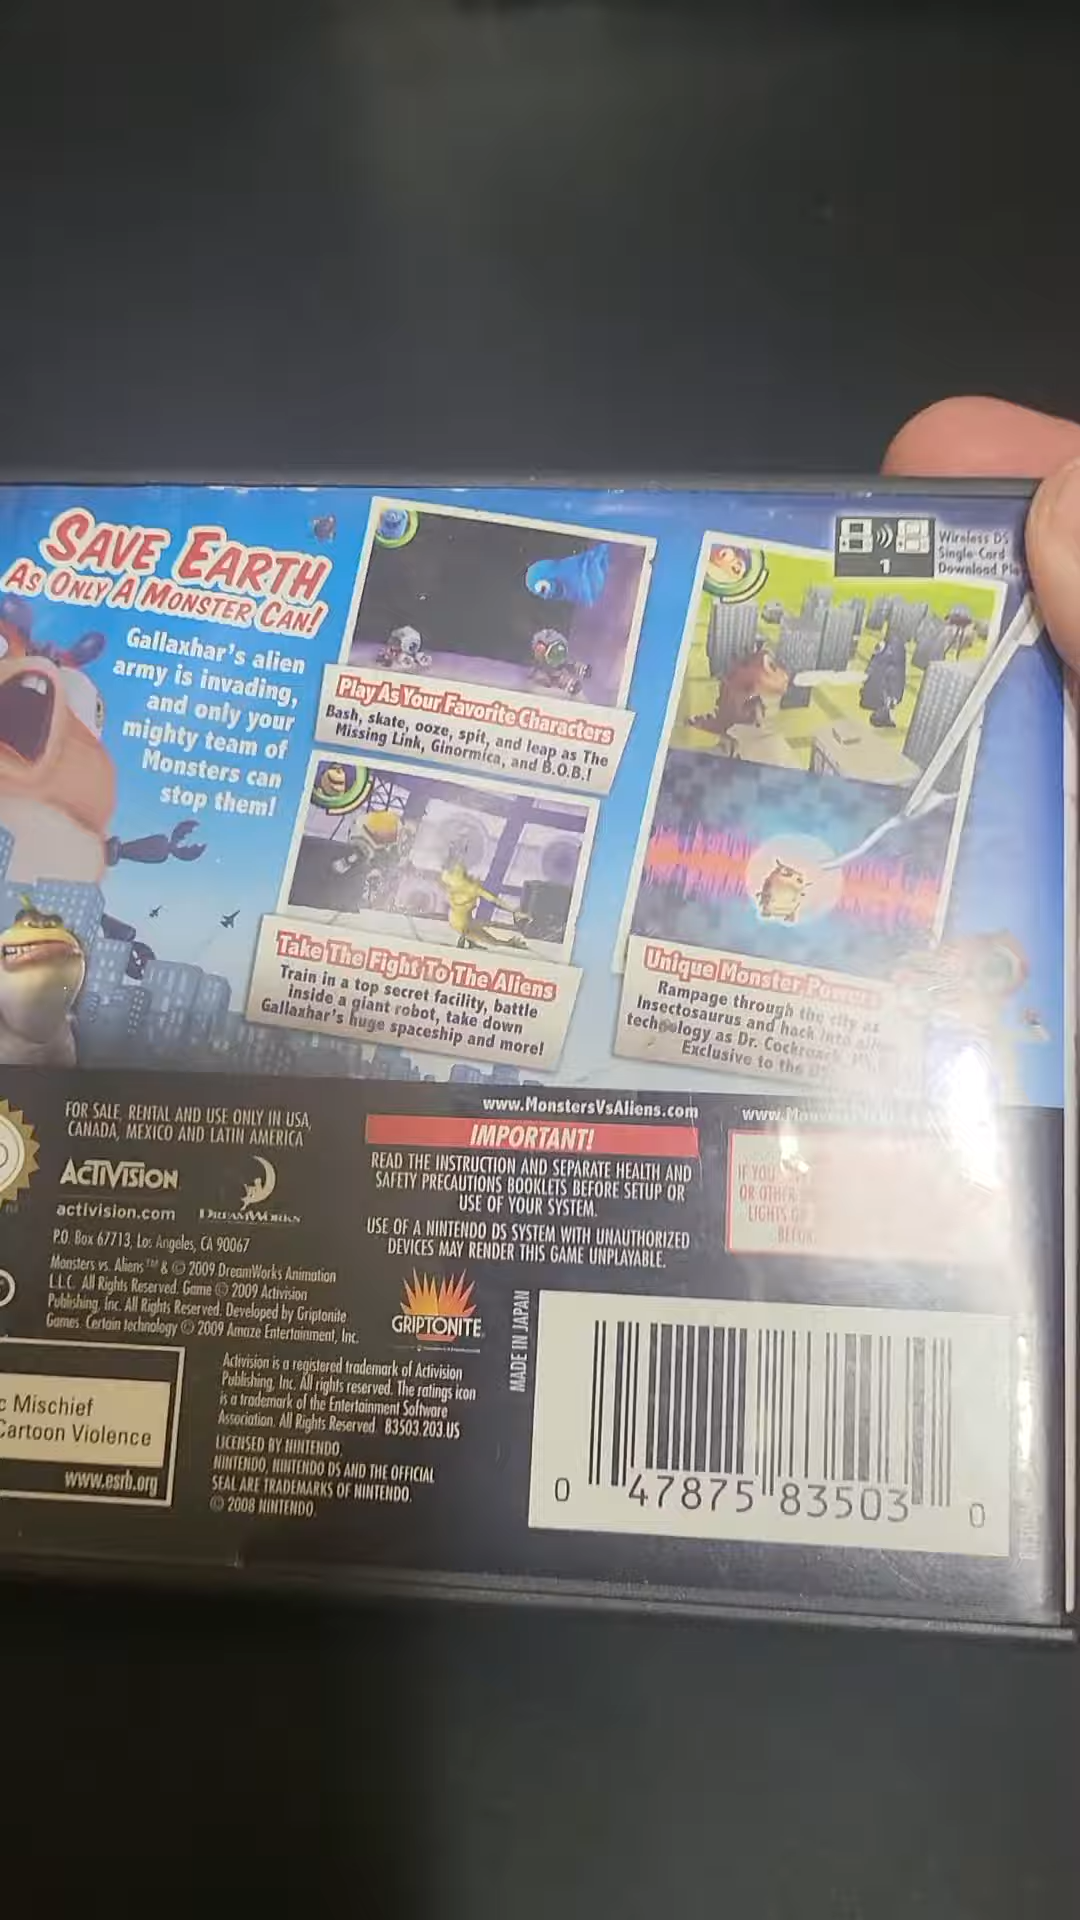 SAVE EARTH
AS ONLY A MONSTER CAN!
Gallaxhar's alien
army is invading,
and only your
mighty team of
Monsters can
stop them!
Play As Your Favorite Characters
Bash, skate, ooze, spit, and leap as The
Missing Link, Ginormica, and B.O.B.!
Take The Fight To The Aliens
Train in a top secret facility, battle
inside a giant robot, take down
Gallaxhar's huge spaceship and more!
Wireless DS
Single-Card
Download
1
Unique Monster Powers
Rampage through the city as
Insectosaurus and hack into
technology as Dr. Cockroach,
Exclusive to the
www.MonstersVsAliens.com
www.
FOR SALE, RENTAL AND USE ONLY IN USA,
CANADA, MEXICO AND LATIN AMERICA
ACTIVISION
activision.com
DREAMWORKS
P.O. Box 67713, Los Angeles, CA 90067
Monsters vs. Aliens ™ & © 2009 DreamWorks Animation
L.L.C. All Rights Reserved. Game © 2009 Activision
Publishing, Inc. All Rights Reserved. Developed by Griptonite
Games. Certain technology © 2009 Amaze Entertainment, Inc.
IMPORTANT!
READ THE INSTRUCTION AND SEPARATE HEALTH AND
SAFETY PRECAUTIONS BOOKLETS BEFORE SETUP OR
USE OF YOUR SYSTEM.
USE OF A NINTENDO DS SYSTEM WITH UNAUTHORIZED
DEVICES MAY RENDER THIS GAME UNPLAYABLE.
IF YOU
OR OTHER
LIGHTS
GRIPTONITE
MADE IN JAPAN
Mischief
Cartoon Violence
www.esrb.org
Activision is a registered trademark of Activision
Publishing, Inc. All rights reserved. The ratings icon
is a trademark of the Entertainment Software
Association. All Rights Reserved. 83503.203.US
LICENSED BY NINTENDO.
NINTENDO, NINTENDO DS AND THE OFFICIAL
SEAL ARE TRADEMARKS OF NINTENDO.
© 2008 NINTENDO.
0 47875 83503 0